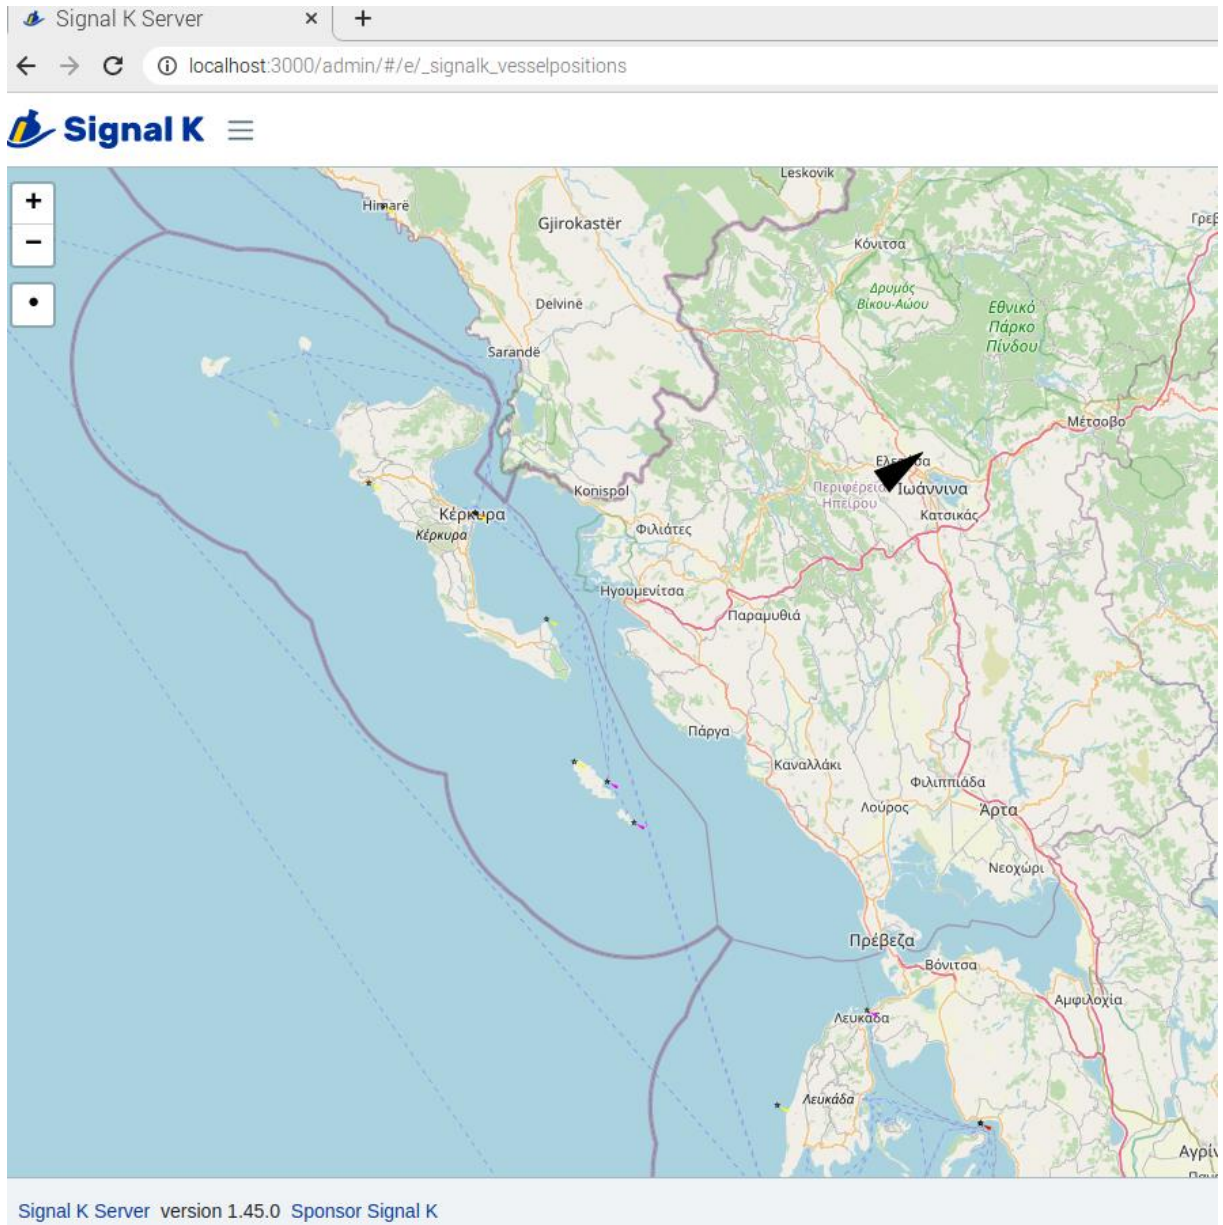 Signal K Server × +
localhost:3000/admin/#/e/_signalk_vesselpositions
Signal K
+
−
Leskovik
Himarë
Gjirokastër
Κόνιτσα
Δρυμός
Βίκου-Αώου
Εθνικό
Πάρκο
Πίνδου
Delvinë
Sarandë
Μέτσοβο
Konispol
Ιωάννινα
Περιφέρεια
Ηπείρου
Κατσικάς
Κέρκυρα
Κέρκυρα
Φιλιάτες
Ηγουμενίτσα
Παραμυθιά
Πάργα
Καναλλάκι
Φιλιππιάδα
Λούρος
Άρτα
Νεοχώρι
Πρέβεζα
Βόνιτσα
Αμφιλοχία
Λευκάδα
Λευκάδα
Signal K Server version 1.45.0 Sponsor Signal K